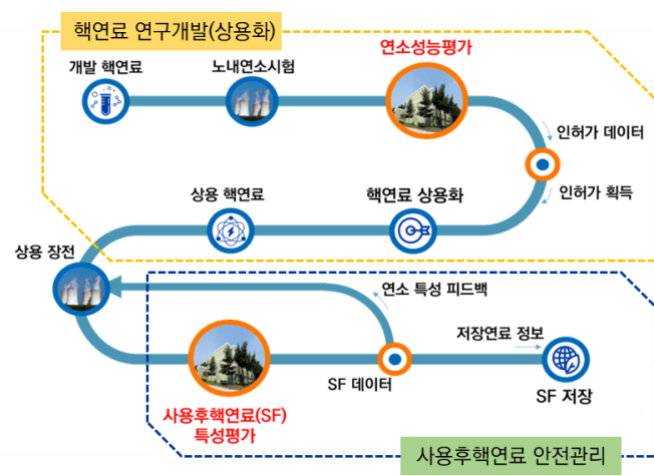 핵연료 연구개발(상용화)
개발 핵연료
노내연소시험
연소성능평가
인허가 데이터
인허가 획득
상용 핵연료
핵연료 상용화
상용 장전
연소 특성 피드백
저장연료 정보
SF 데이터
SF 저장
사용후핵연료(SF)
특성평가
사용후핵연료 안전관리